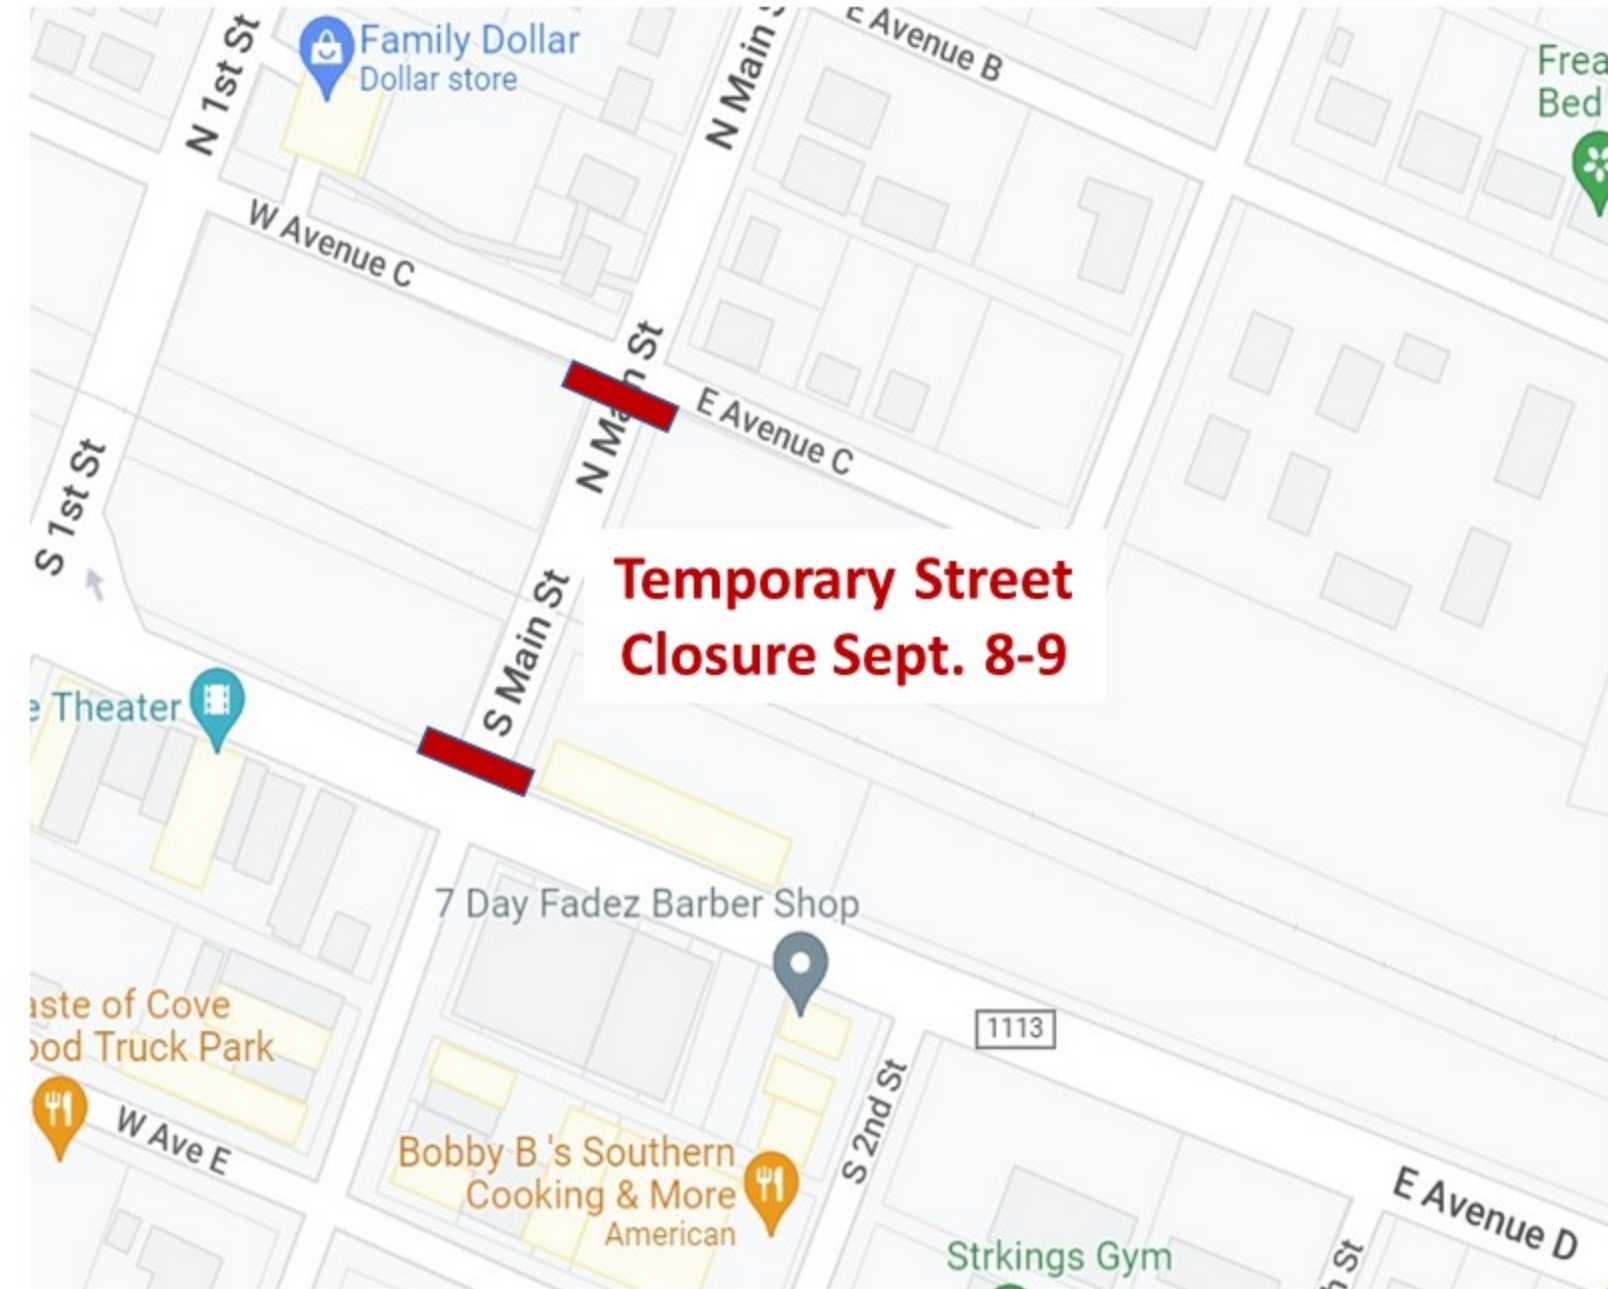 N 1st St
Family Dollar
Dollar store
N Main
E Avenue B
Frea
Bed
W Avenue C
N Main St
E Avenue C
S 1st St
Temporary Street
Closure Sept. 8-9
S Main St
e Theater
7 Day Fadez Barber Shop
aste of Cove
ood Truck Park
1113
W Ave E
Bobby B 's Southern
Cooking & More
American
S 2nd St
E Avenue D
Strkings Gym
h St